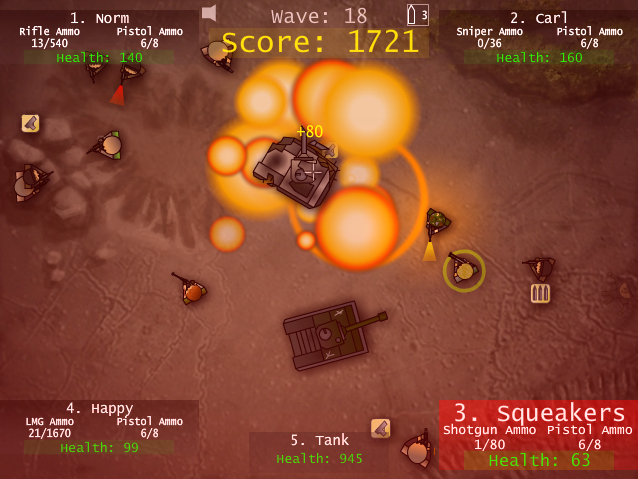 1. Norm
Rifle Ammo Pistol Ammo
13/540 6/8
Health: 140
Wave: 18
3
Score: 1721
2. Carl
Sniper Ammo Pistol Ammo
0/36 6/8
Health: 160
+80
4. Happy
LMG Ammo Pistol Ammo
21/1670 6/8
Health: 99
5. Tank
Health: 945
3. Squeakers
Shotgun Ammo Pistol Ammo
1/80 6/8
Health: 63